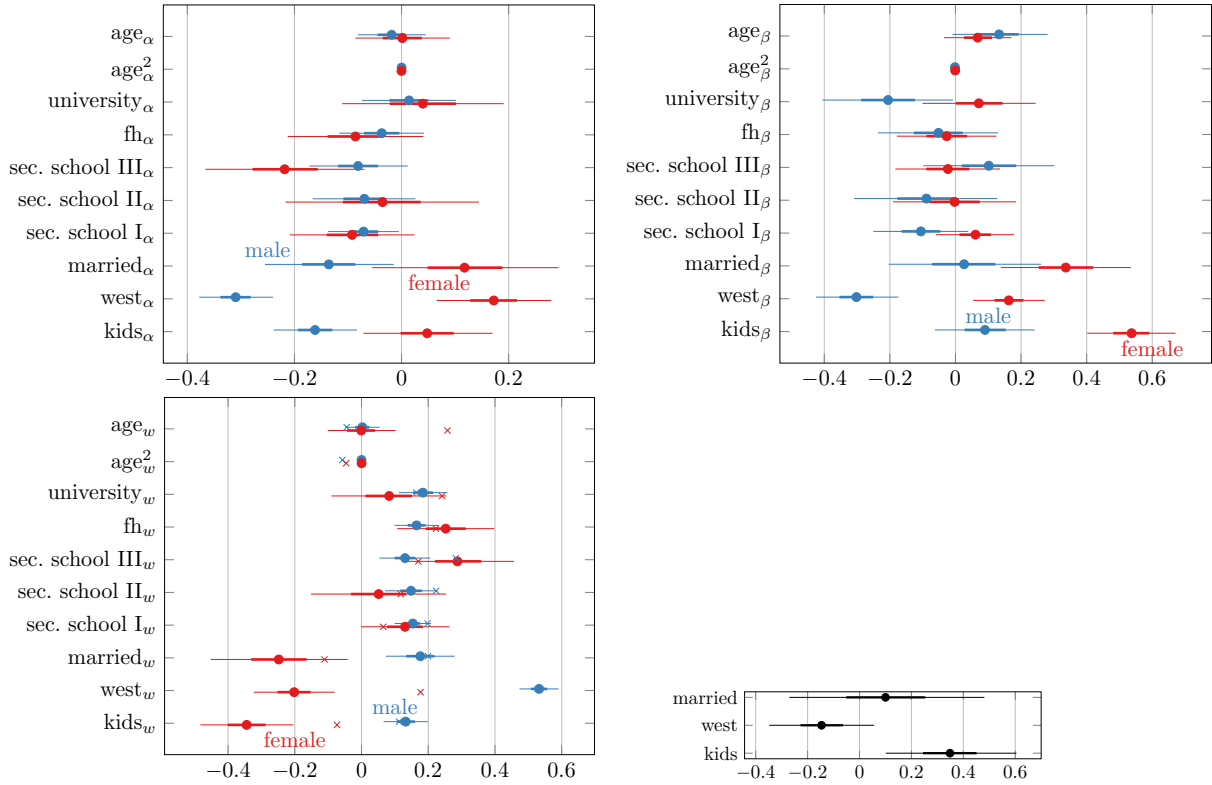 age_α
age²_α
university_α
fh_α
sec. school III_α
sec. school II_α
sec. school I_α
married_α
west_α
kids_α
male
female
−0.4 −0.2 0 0.2
age_β
age²_β
university_β
fh_β
sec. school III_β
sec. school II_β
sec. school I_β
married_β
west_β
kids_β
male
female
−0.4 −0.2 0 0.2 0.4 0.6
age_w
age²_w
university_w
fh_w
sec. school III_w
sec. school II_w
sec. school I_w
married_w
west_w
kids_w
male
female
−0.4 −0.2 0 0.2 0.4 0.6
married
west
kids
−0.4 −0.2 0 0.2 0.4 0.6